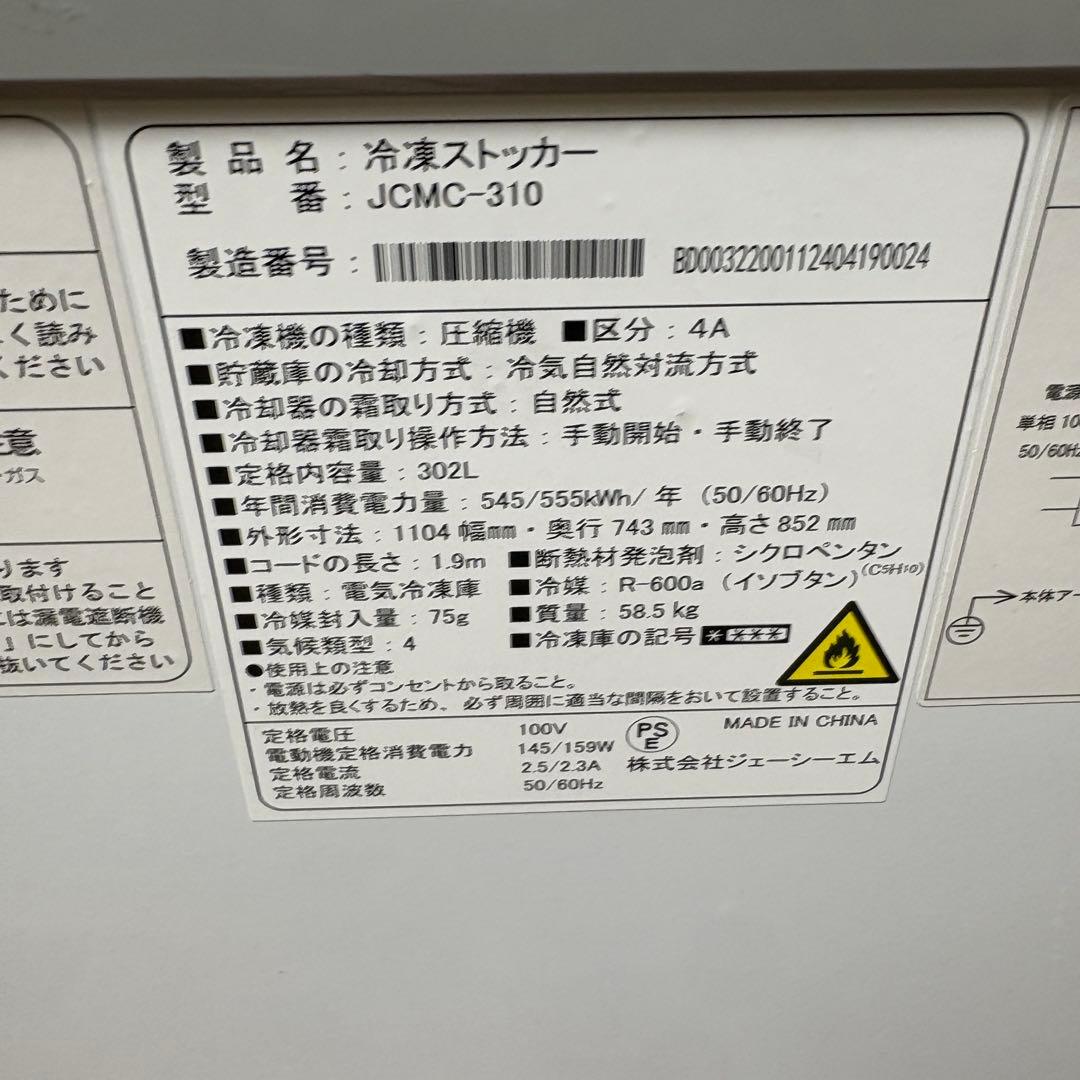 製品名：冷凍ストッカー
型番：JCMC-310
製造番号：BD0032200112404190024
■冷凍機の種類：圧縮機 ■区分：4A
■貯蔵庫の冷却方式：冷気自然対流方式
■冷却器の霜取り方式：自然式
■冷却器霜取り操作方法：手動開始・手動終了
■定格内容量：302L
■年間消費電力量：545/555kWh/年（50/60Hz）
■外形寸法：1104幅mm・奥行743mm・高さ852mm
■コードの長さ：1.9m ■断熱材発泡剤：シクロペンタン(C5H10)
■種類：電気冷凍庫 ■冷媒：R-600a（イソブタン）
■冷媒封入量：75g ■質量：58.5kg
■気候類型：4 ■冷凍庫の記号 ＊＊＊＊
●使用上の注意
・電源は必ずコンセントから取ること。
・放熱を良くするため、必ず周囲に適当な間隔をおいて設置すること。
定格電圧 100V
電動機定格消費電力 145/159W
定格電流 2.5/2.3A
定格周波数 50/60Hz
PSE
MADE IN CHINA
株式会社ジェーシーエム
ために
く読み
ください
意
ガス
ります
取付けること
には漏電遮断機
」にしてから
抜いてください
電源
単相 10
50/60Hz
本体アー